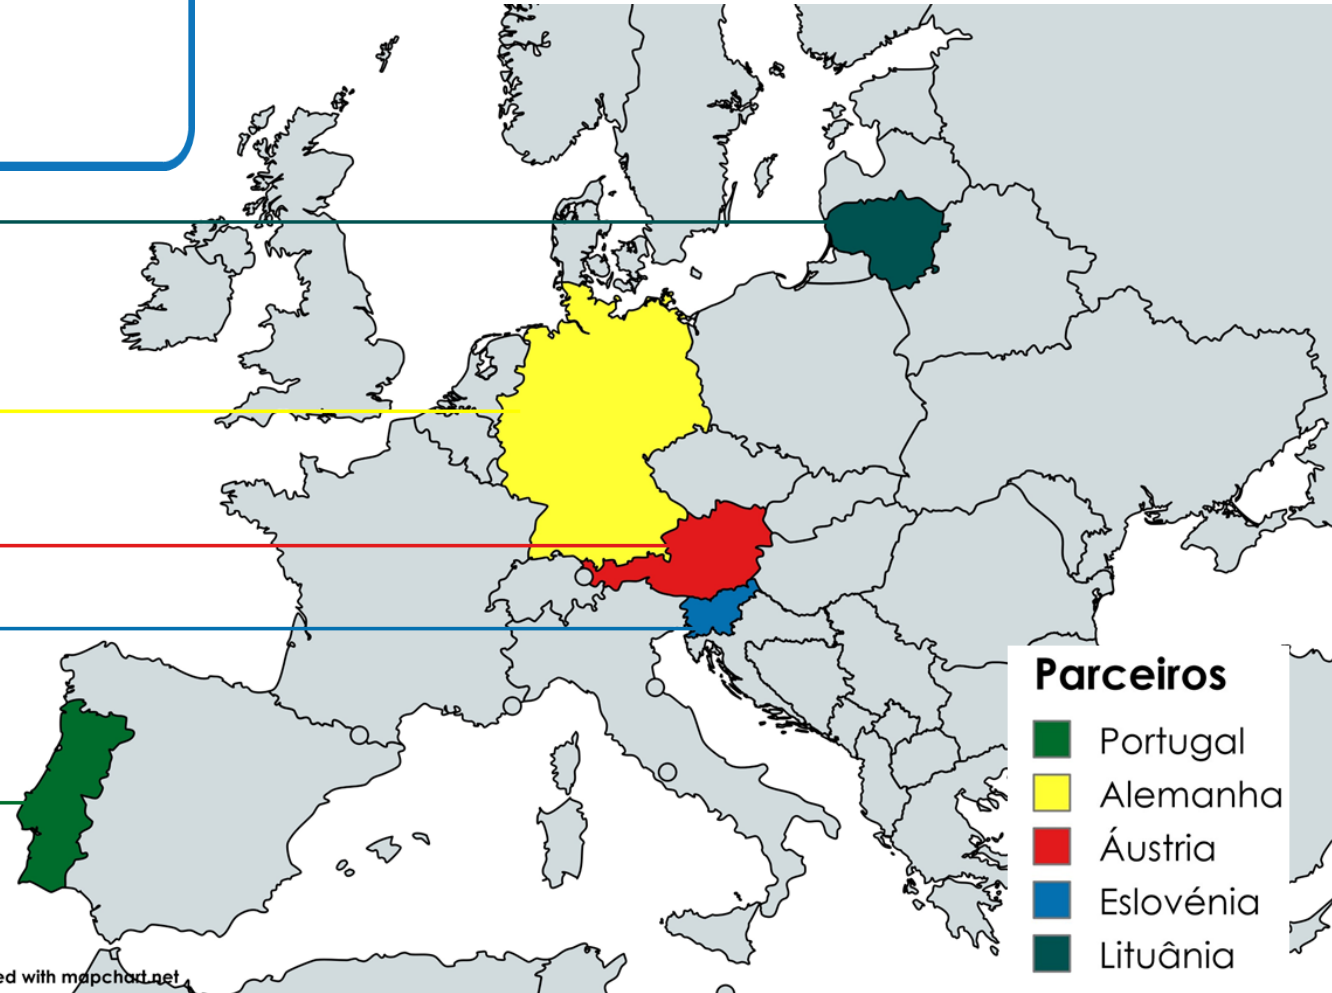 Parceiros
Portugal
Alemanha
Áustria
Eslovénia
Lituânia
ed with mapchart.net